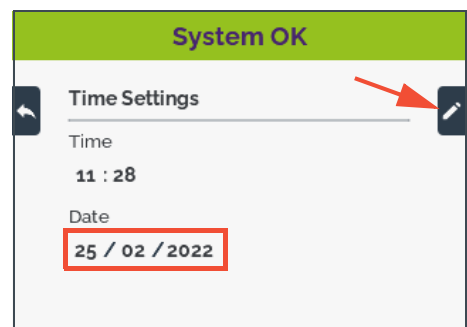 System OK
Time Settings
Time
11 : 28
Date
25 / 02 / 2022